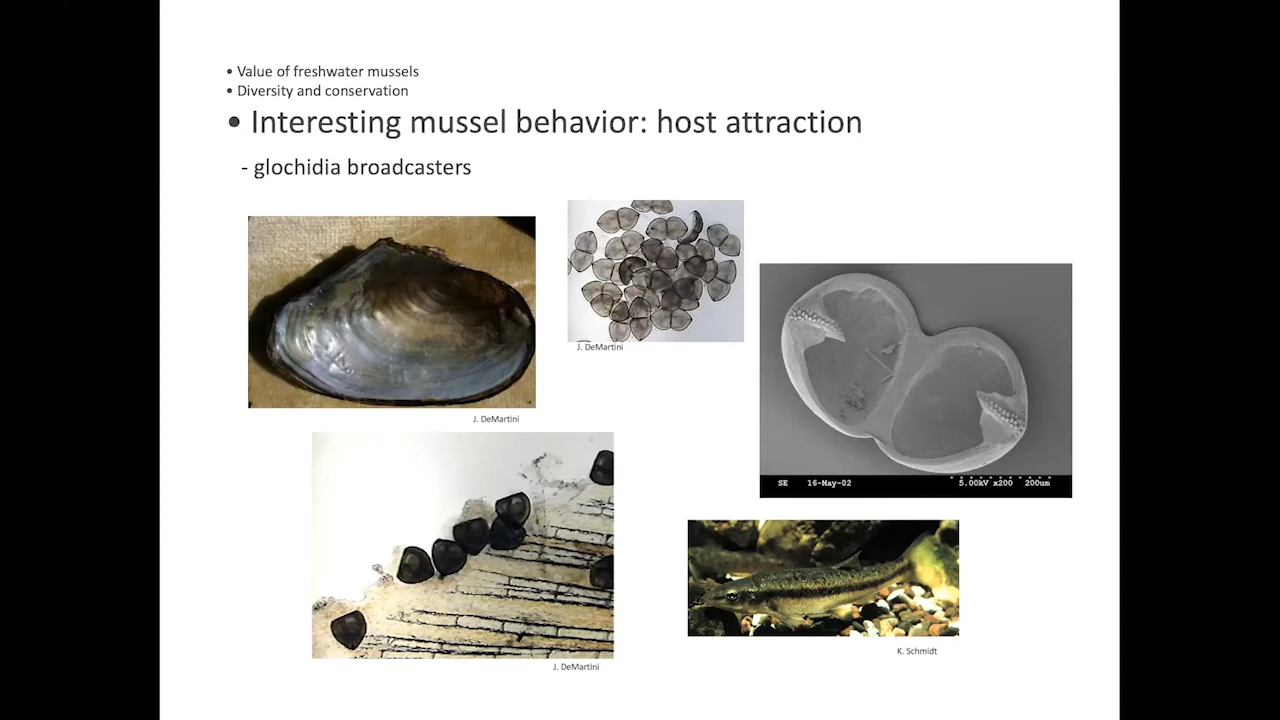 • Value of freshwater mussels
• Diversity and conservation
• Interesting mussel behavior: host attraction
- glochidia broadcasters
J. DeMartini
J. DeMartini
SE 16-May-02 5.00kV x200 200um
J. DeMartini
K. Schmidt